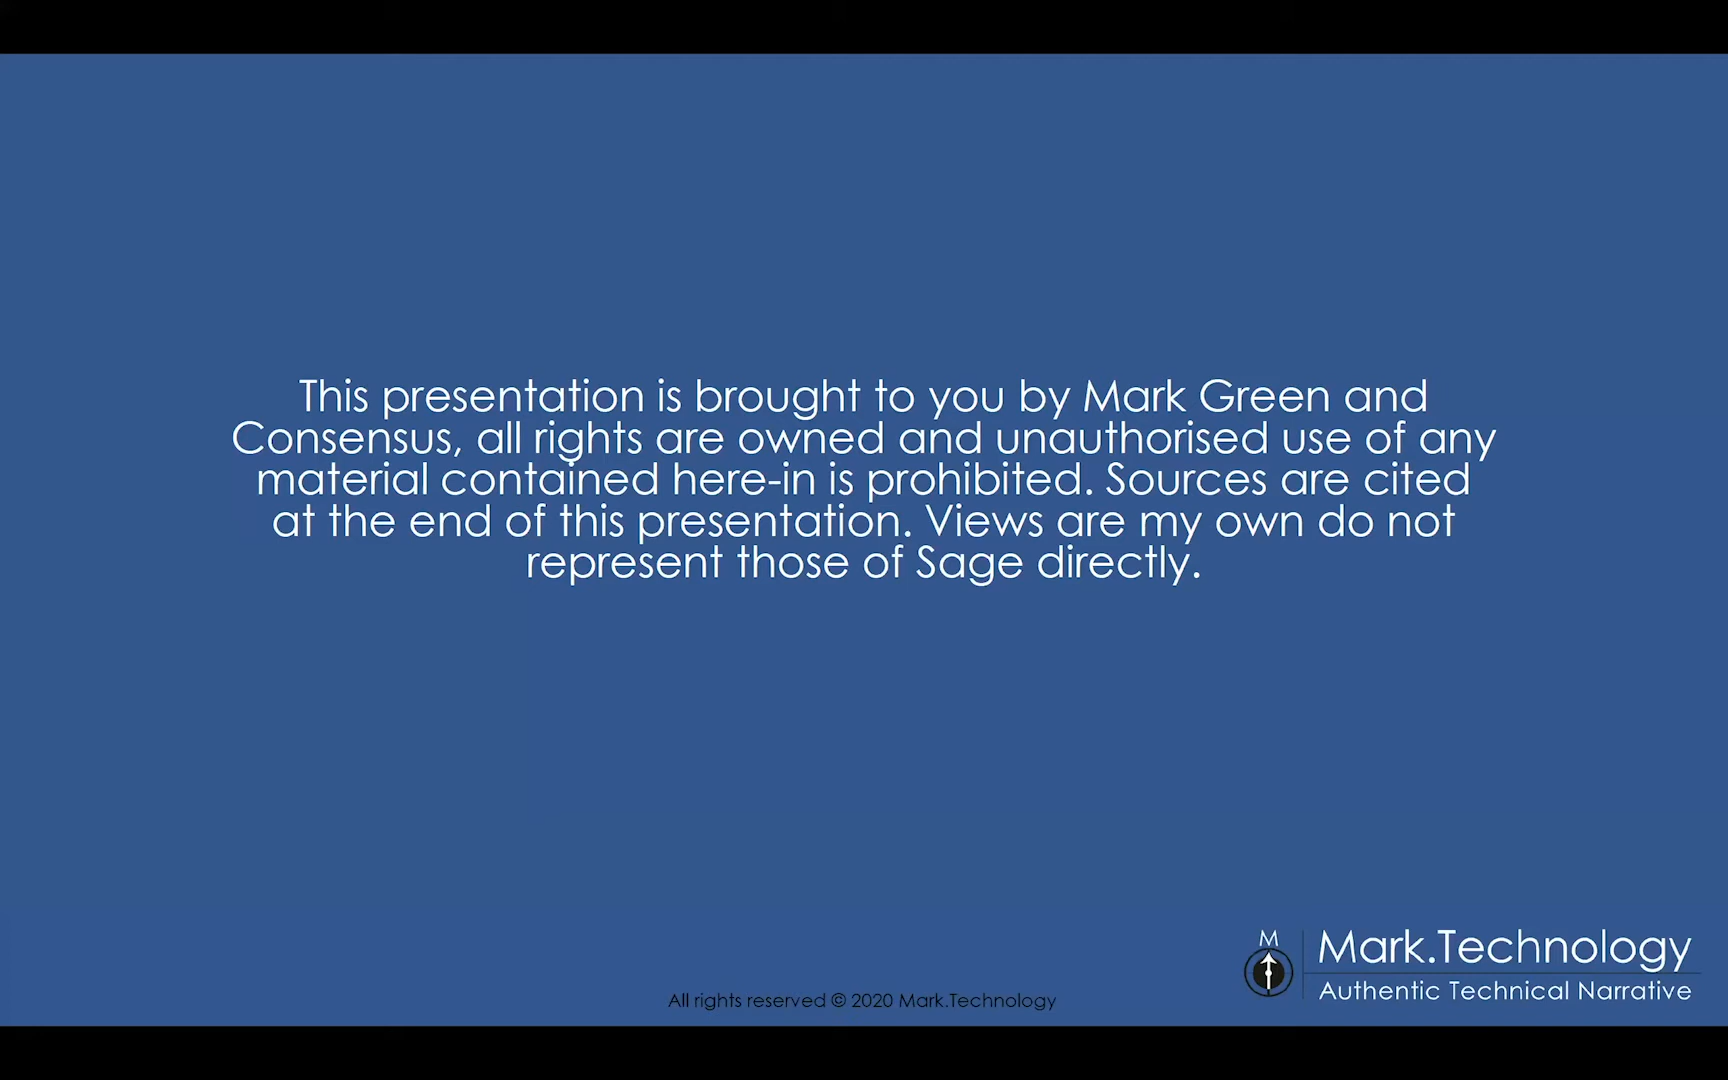 This presentation is brought to you by Mark Green and
Consensus, all rights are owned and unauthorised use of any
material contained here-in is prohibited. Sources are cited
at the end of this presentation. Views are my own do not
represent those of Sage directly.
M
Mark.Technology
Authentic Technical Narrative
All rights reserved © 2020 Mark.Technology